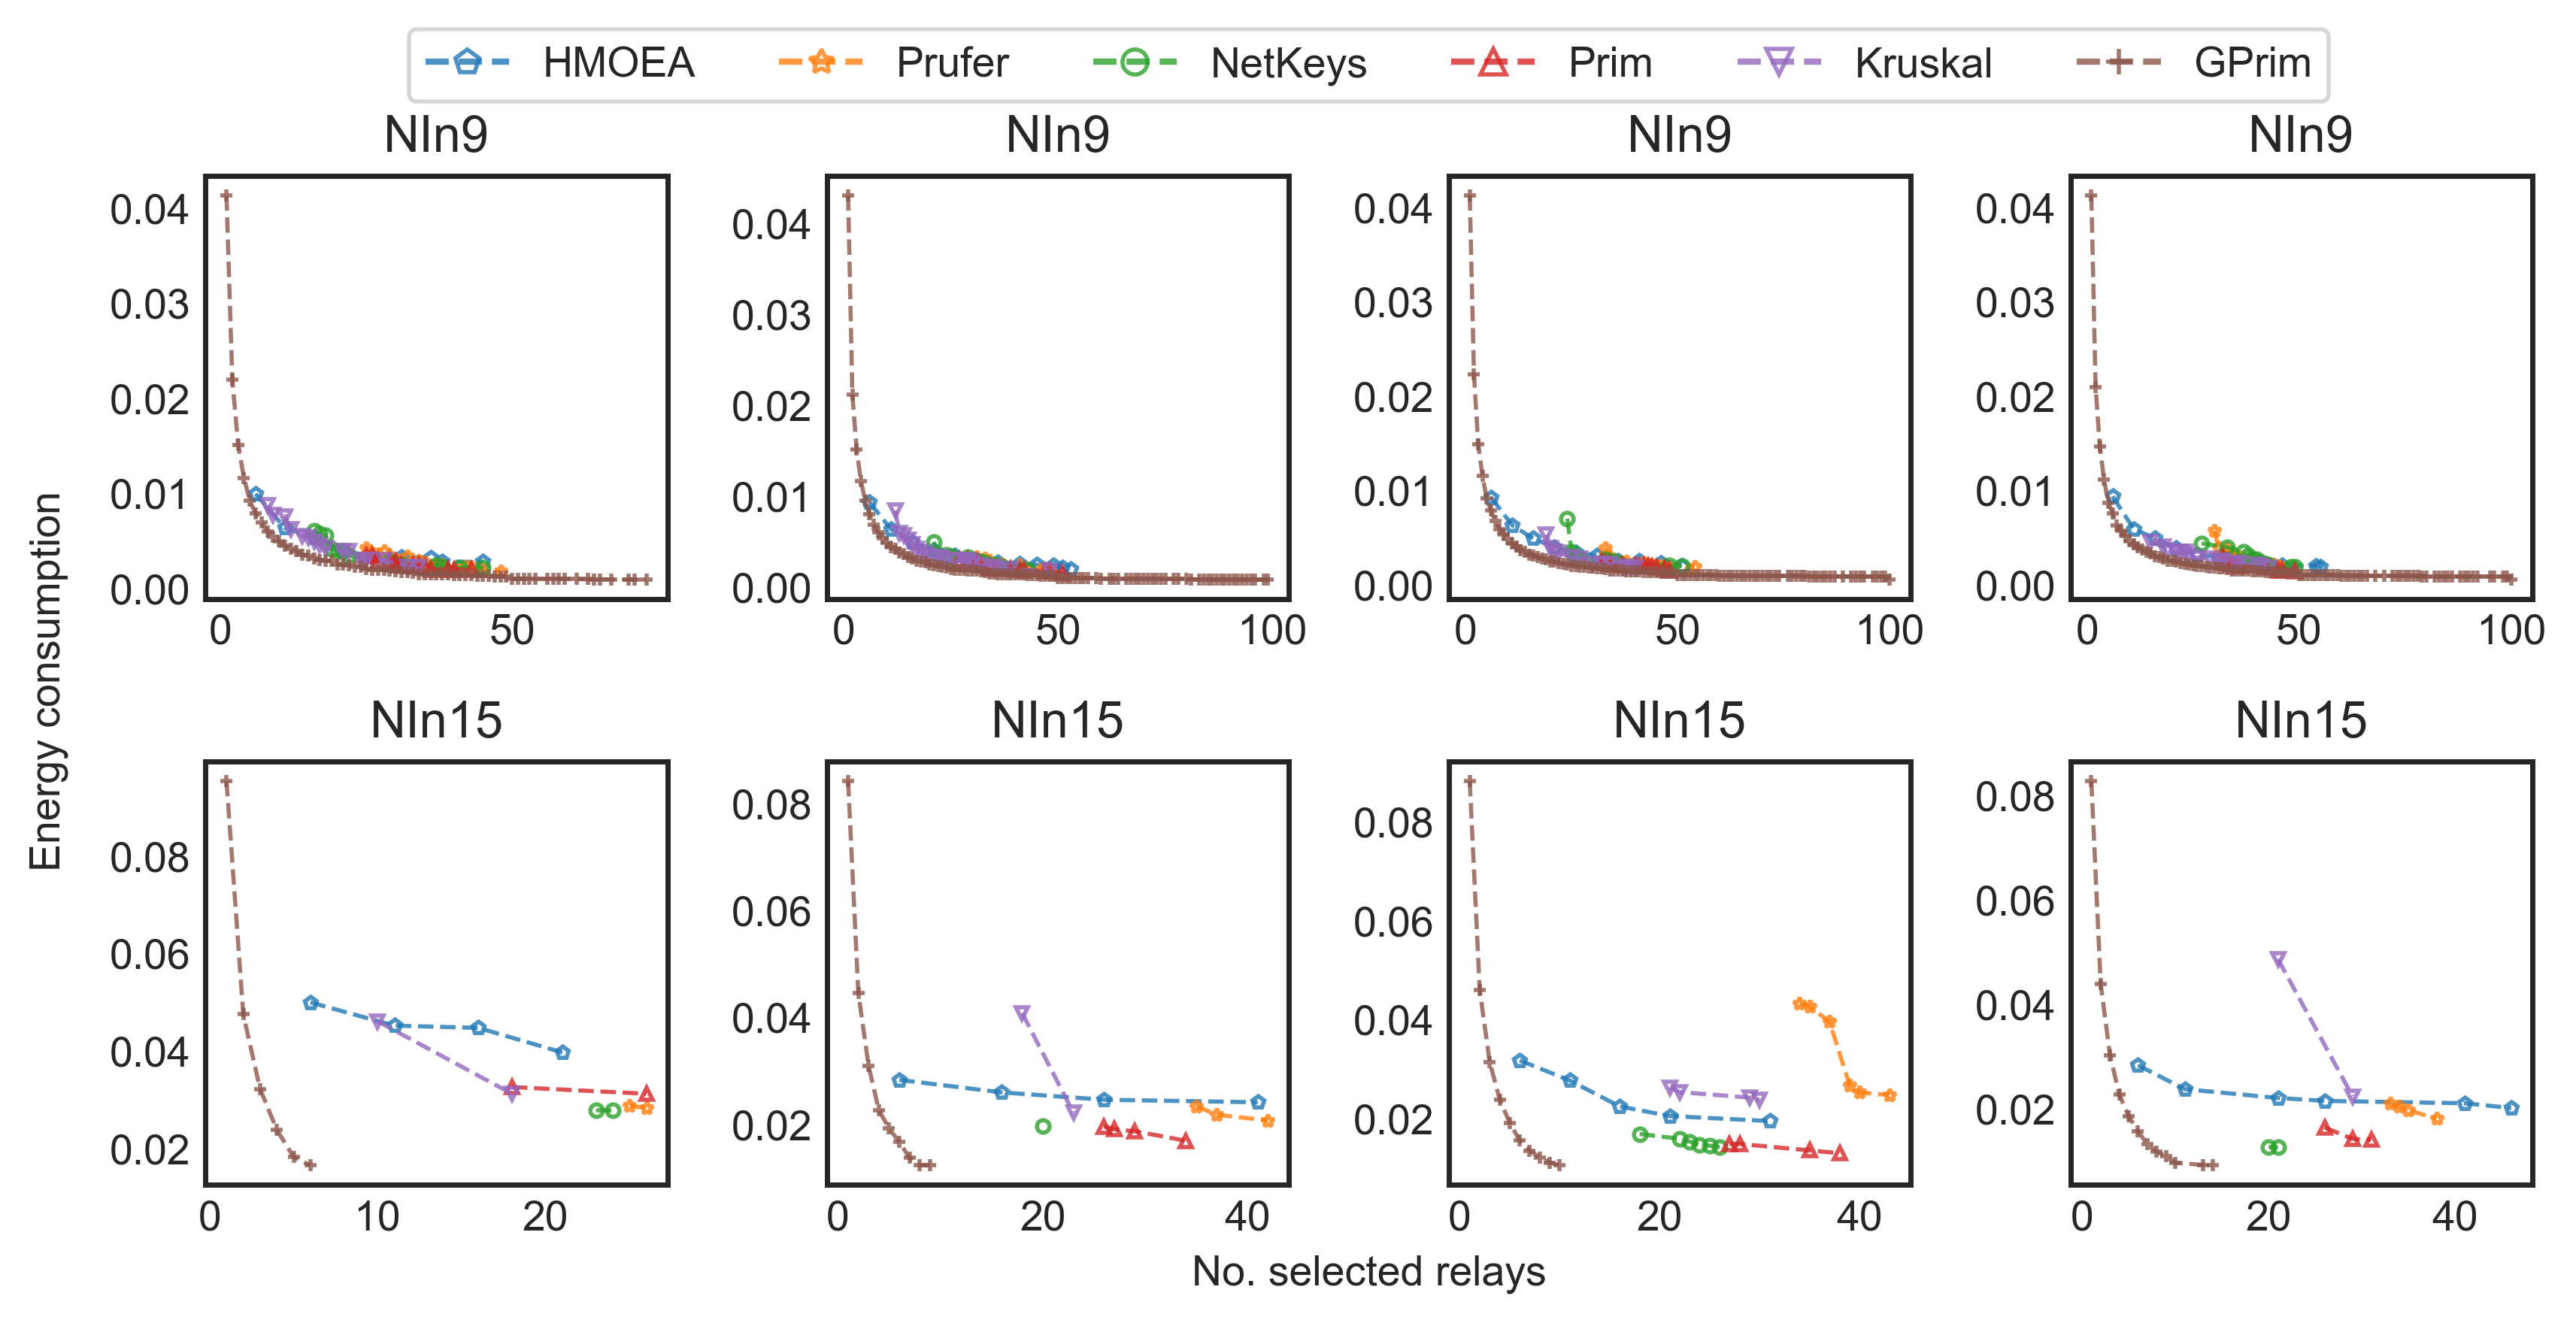 HMOEA Prufer NetKeys Prim Kruskal GPrim
NIn9 NIn9 NIn9 NIn9
0.04 0.04 0.04 0.04
0.03 0.03 0.03 0.03
0.02 0.02 0.02 0.02
0.01 0.01 0.01 0.01
0.00 0.00 0.00 0.00
0 50 0 50 100 0 50 100 0 50 100
Energy consumption
NIn15 NIn15 NIn15 NIn15
0.08 0.08 0.08 0.08
0.06 0.06 0.06 0.06
0.04 0.04 0.04 0.04
0.02 0.02 0.02 0.02
0 10 20 0 20 40 0 20 40 0 20 40
No. selected relays